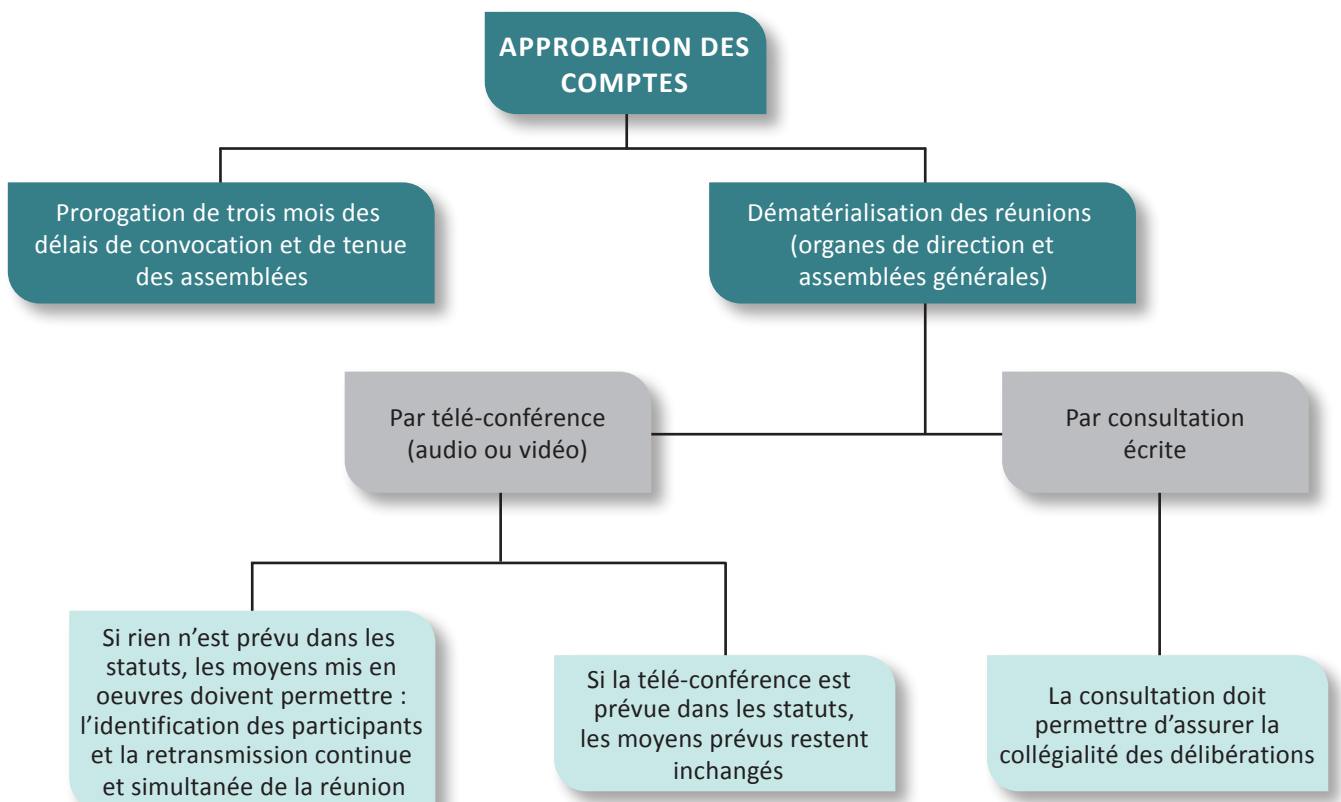 APPROBATION DES
COMPTES
Prorogation de trois mois des
délais de convocation et de tenue
des assemblées
Dématérialisation des réunions
(organes de direction et
assemblées générales)
Par télé-conférence
(audio ou vidéo)
Par consultation
écrite
Si rien n’est prévu dans les
statuts, les moyens mis en
oeuvres doivent permettre :
l’identification des participants
et la retransmission continue
et simultanée de la réunion
Si la télé-conférence est
prévue dans les statuts,
les moyens prévus restent
inchangés
La consultation doit
permettre d’assurer la
collégialité des délibérations